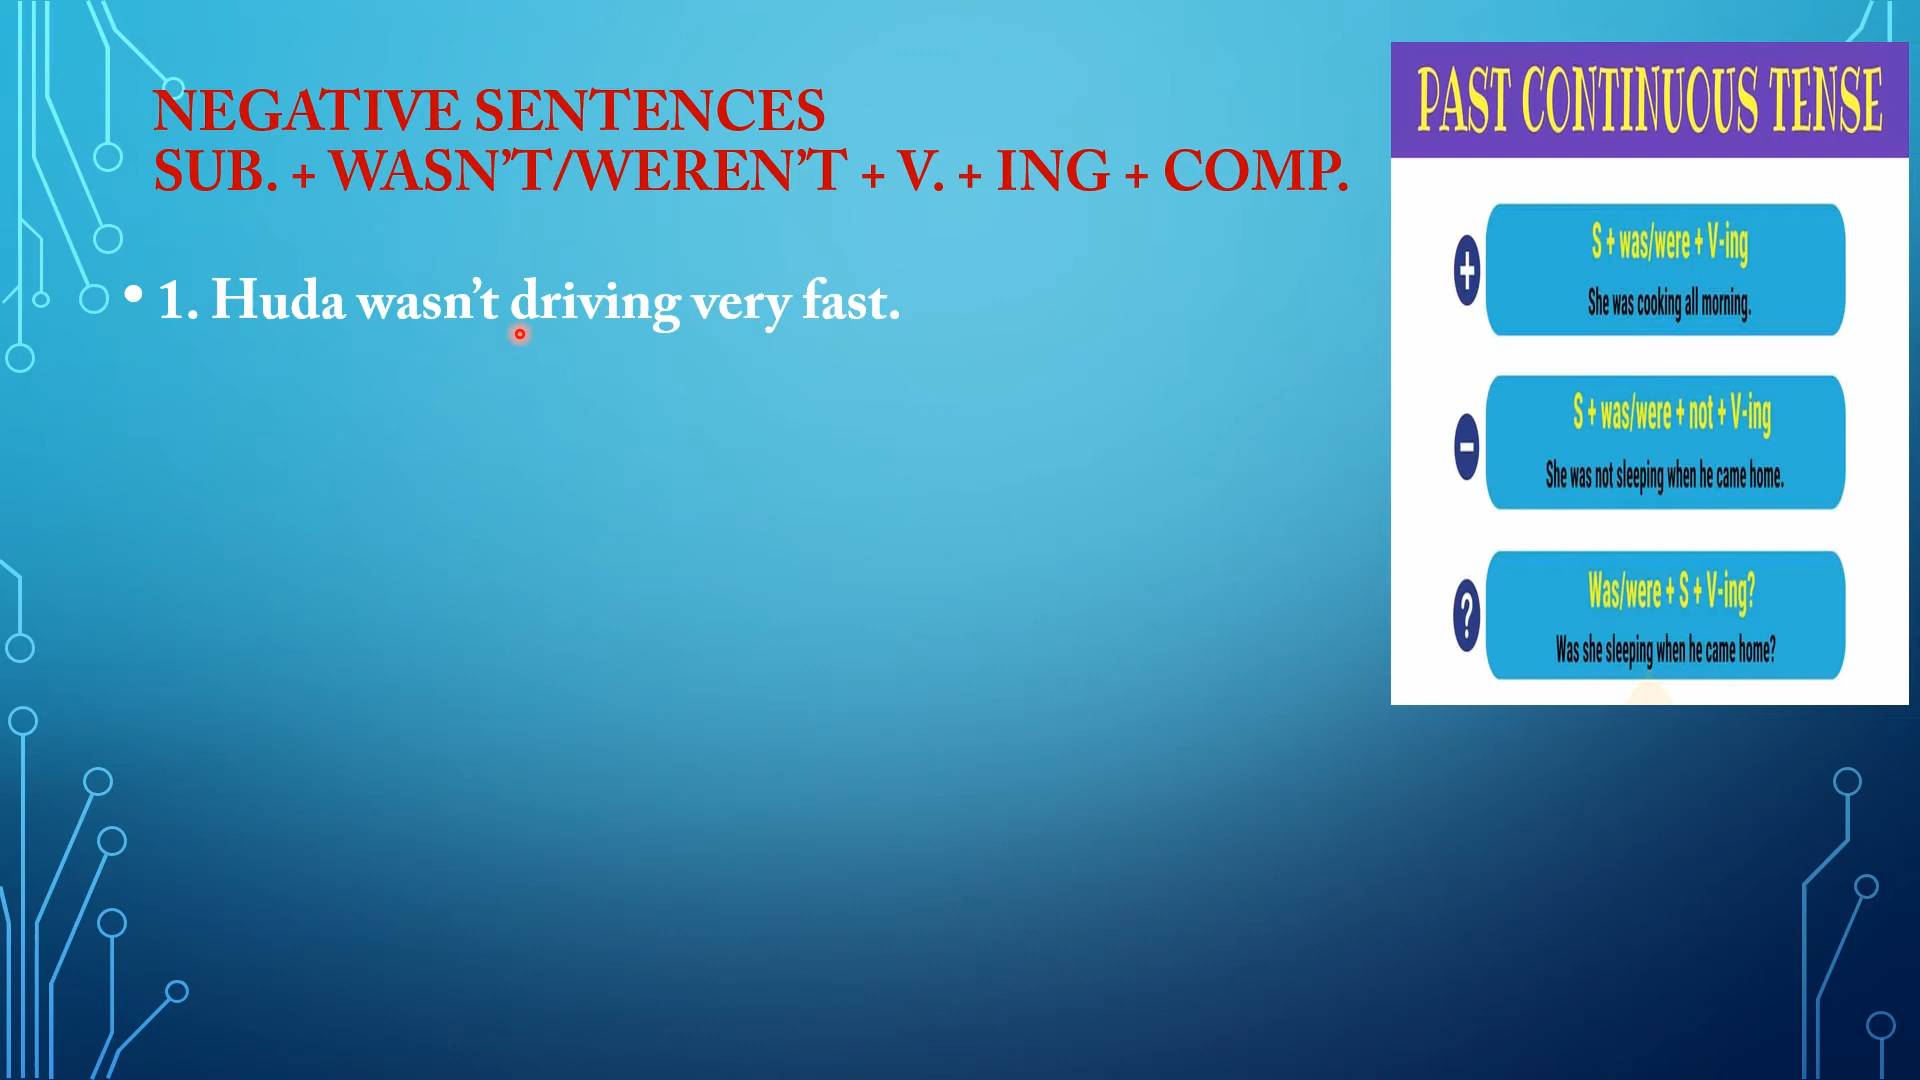 NEGATIVE SENTENCES
SUB. + WASN’T/WEREN’T + V. + ING + COMP.
• 1. Huda wasn’t driving very fast.
PAST CONTINUOUS TENSE
+
S + was/were + V-ing
She was cooking all morning.
-
S + was/were + not + V-ing
She was not sleeping when he came home.
?
Was/were + S + V-ing?
Was she sleeping when he came home?